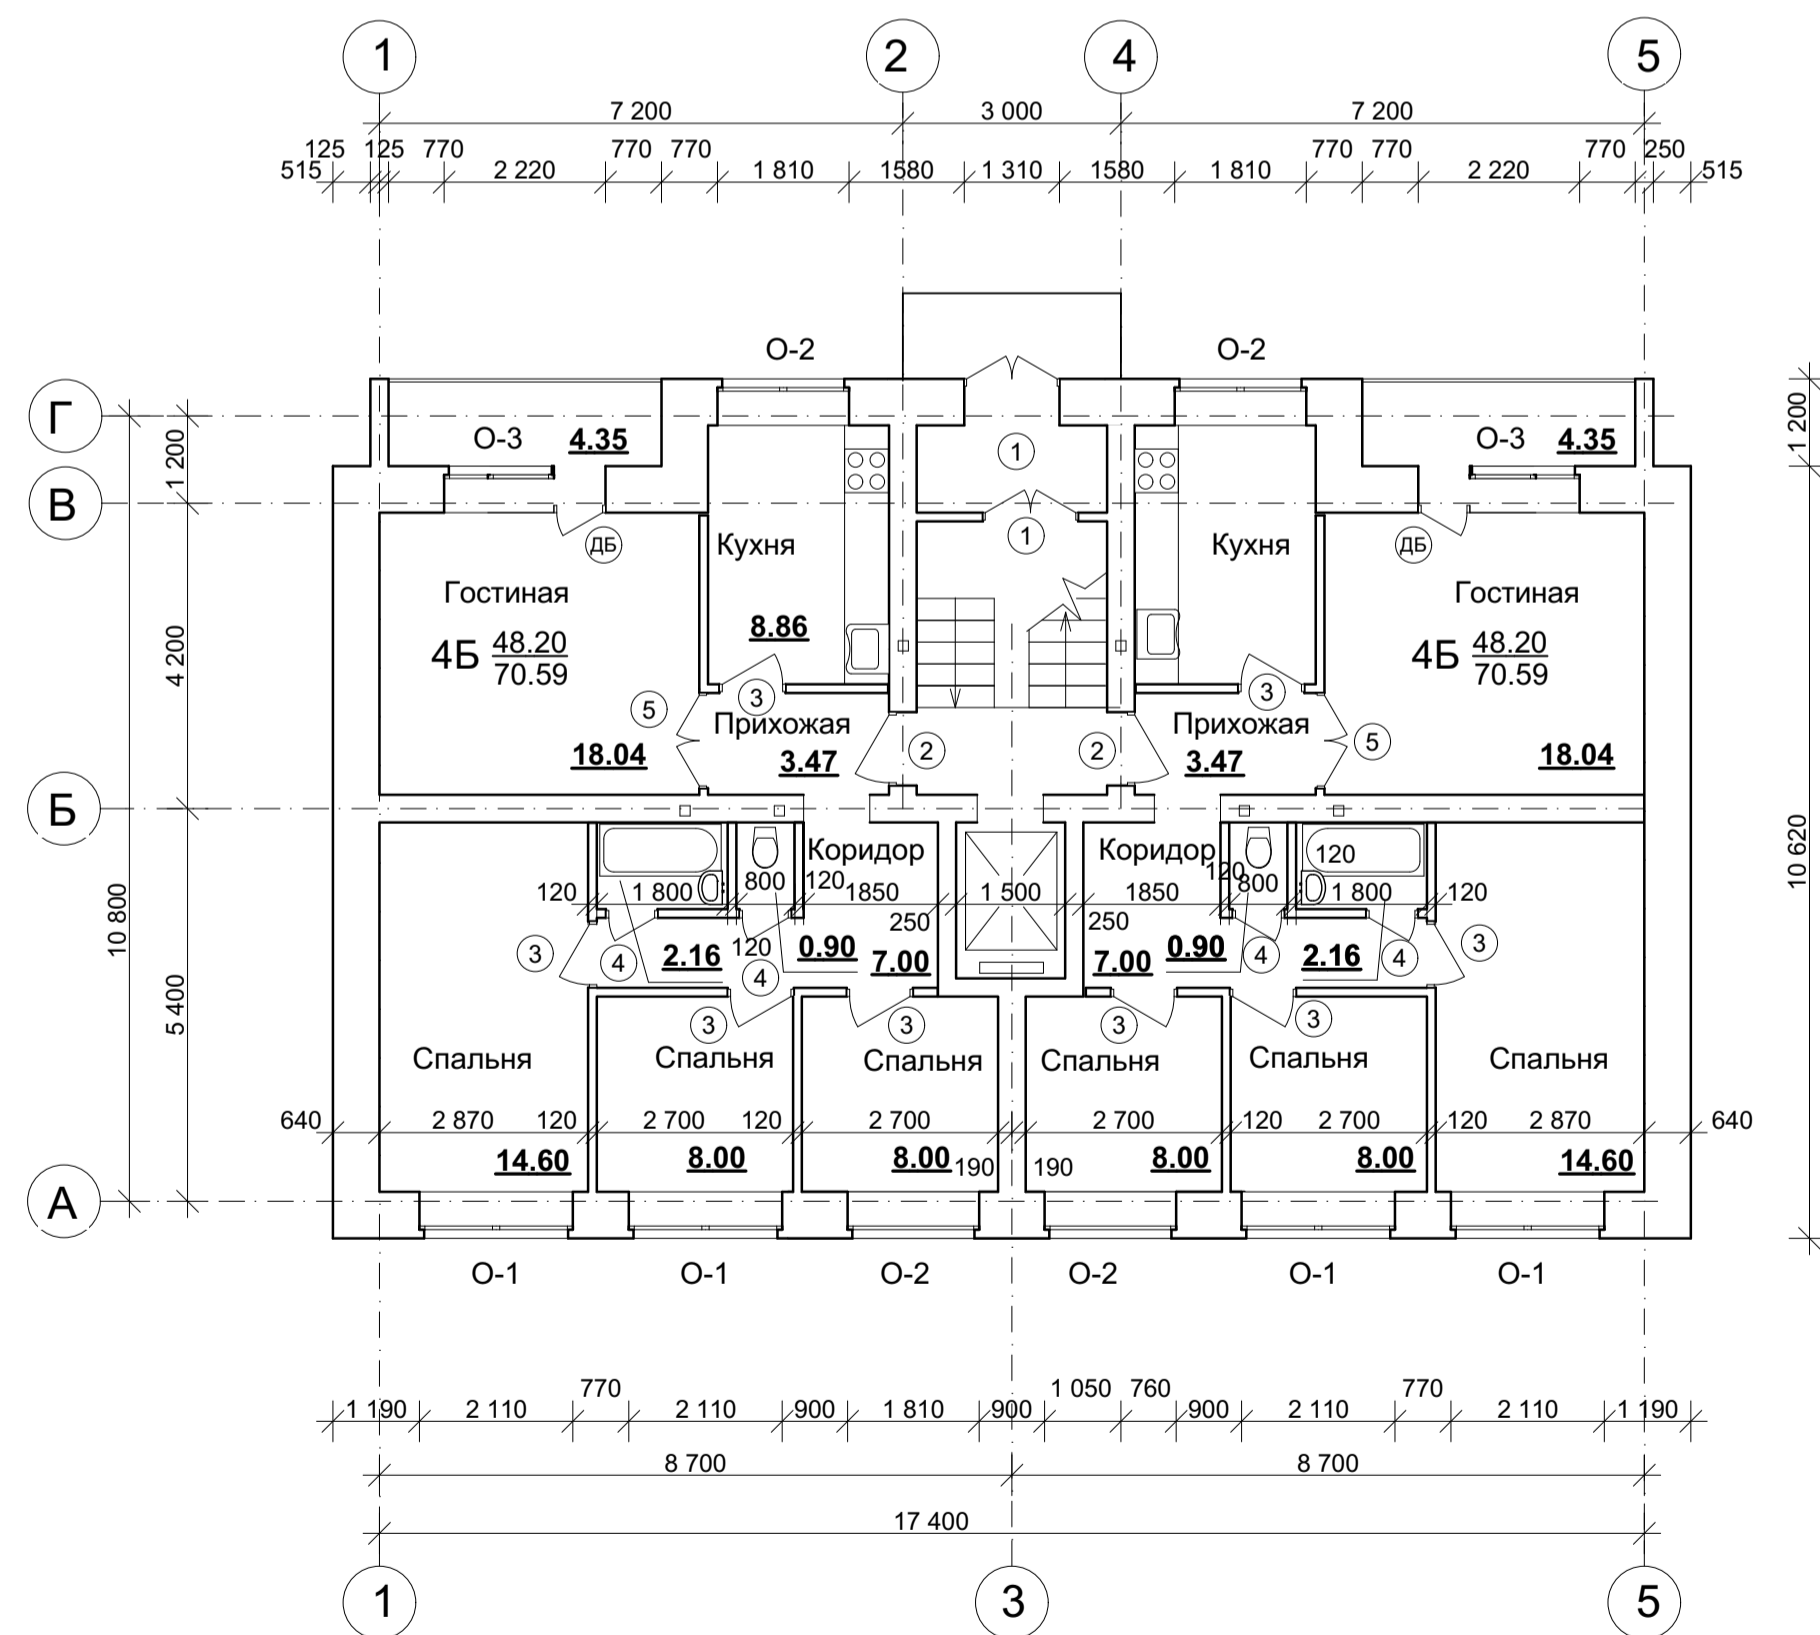 1 2 4 5
7 200 3 000 7 200
125 125 770 770 770 770 770 770 250
515 2 220 1 810 1580 1 310 1580 1 810 2 220 515
О-2 О-2
Г О-3 4.35 1 О-3 4.35
1 200 1 200
В
ДБ Кухня 1 Кухня ДБ
Гостиная Гостиная
4Б 48.20 8.86 4Б 48.20
70.59 70.59
4 200
5 3 3 5
Прихожая Прихожая
18.04 3.47 2 2 3.47 18.04
Б
Коридор Коридор 120
120 1 800 800 120 1850 1 500 1850 120 800 1 800 120
250 250
10 800 10 620
3 4 2.16 120 4 0.90 7.00 7.00 0.90 4 2.16 4 3
5 400
3 3 3 3
Спальня Спальня Спальня Спальня Спальня Спальня
640 2 870 120 2 700 120 2 700 2 700 120 2 700 120 2 870 640
14.60 8.00 8.00 190 190 8.00 8.00 14.60
А
О-1 О-1 О-2 О-2 О-1 О-1
770 1 050 760 770
1 190 2 110 2 110 900 1 810 900 900 2 110 2 110 1 190
8 700 8 700
17 400
1 3 5